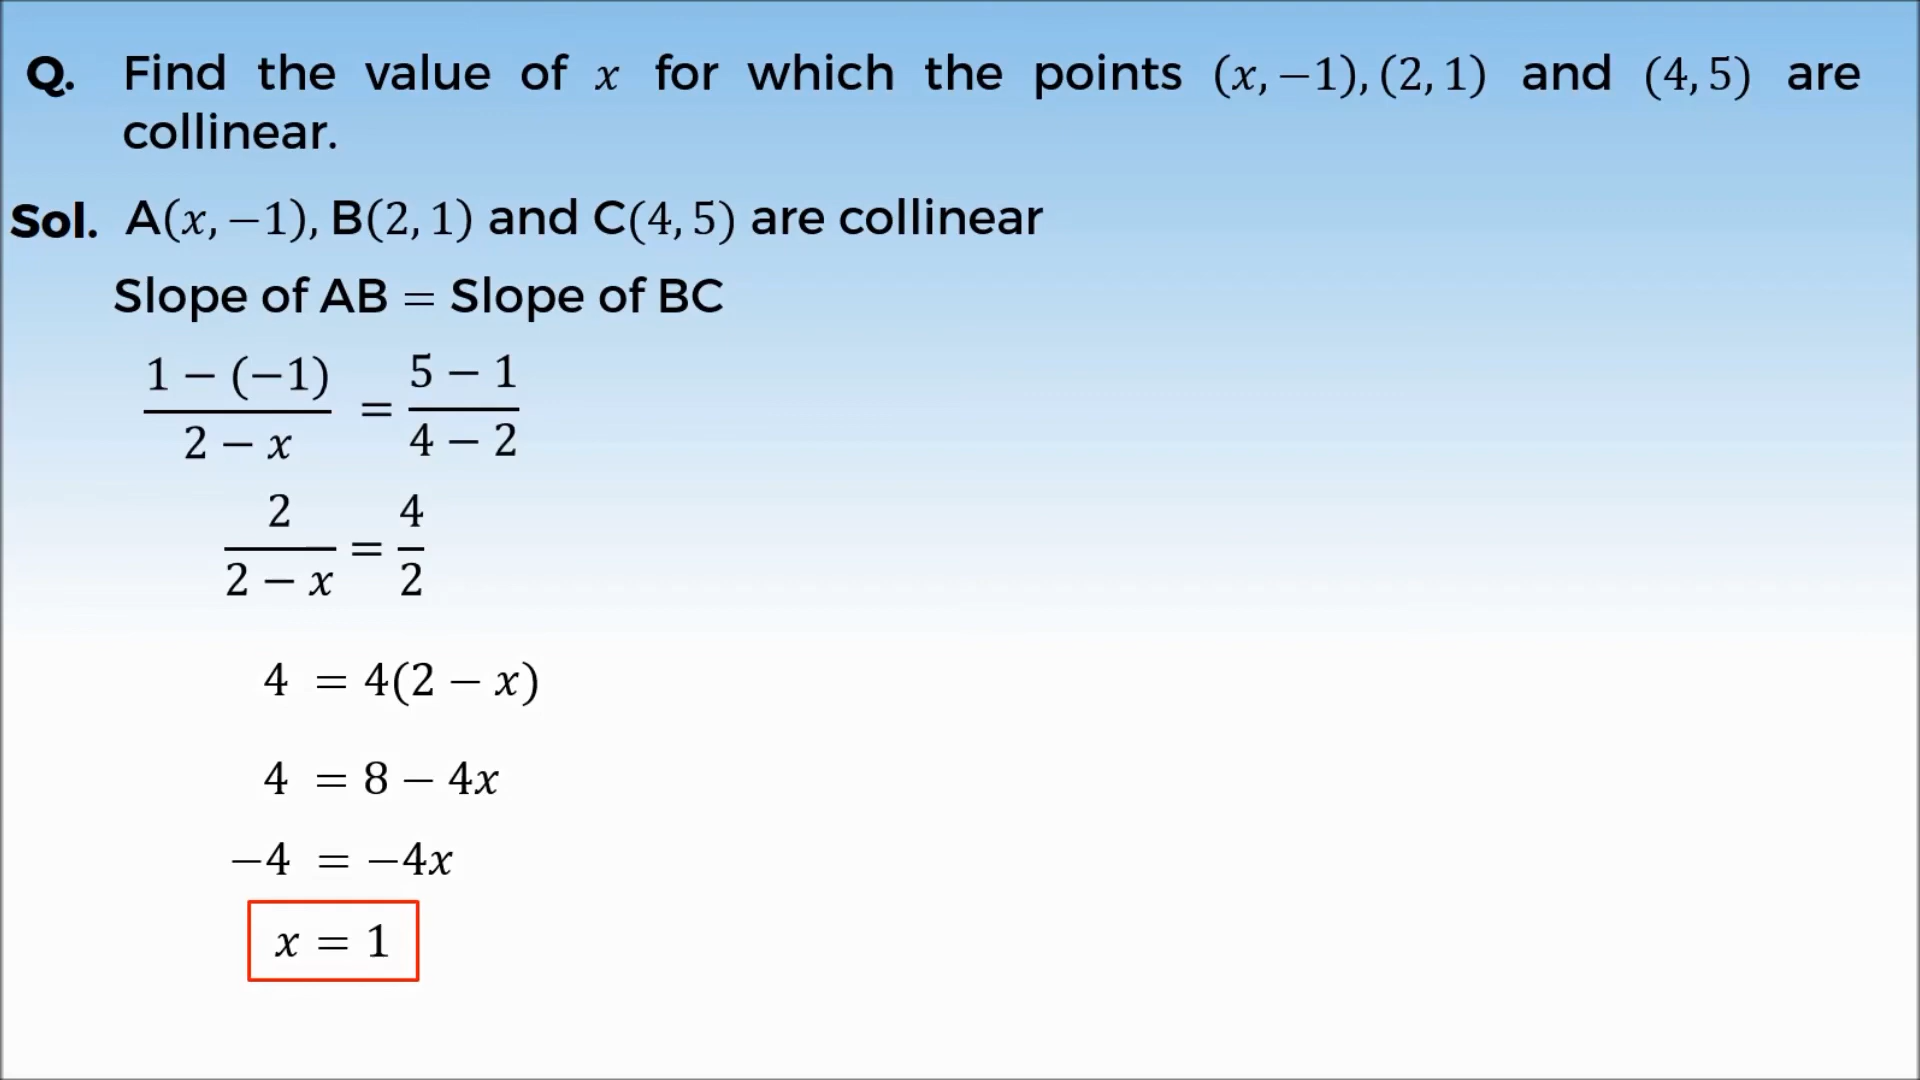 Q. Find the value of x for which the points (x, −1), (2, 1) and (4, 5) are
collinear.
Sol. A(x, −1), B(2, 1) and C(4, 5) are collinear
Slope of AB = Slope of BC
1 − (−1) / 2 − x = 5 − 1 / 4 − 2
2 / 2 − x = 4 / 2
4 = 4(2 − x)
4 = 8 − 4x
−4 = −4x
x = 1